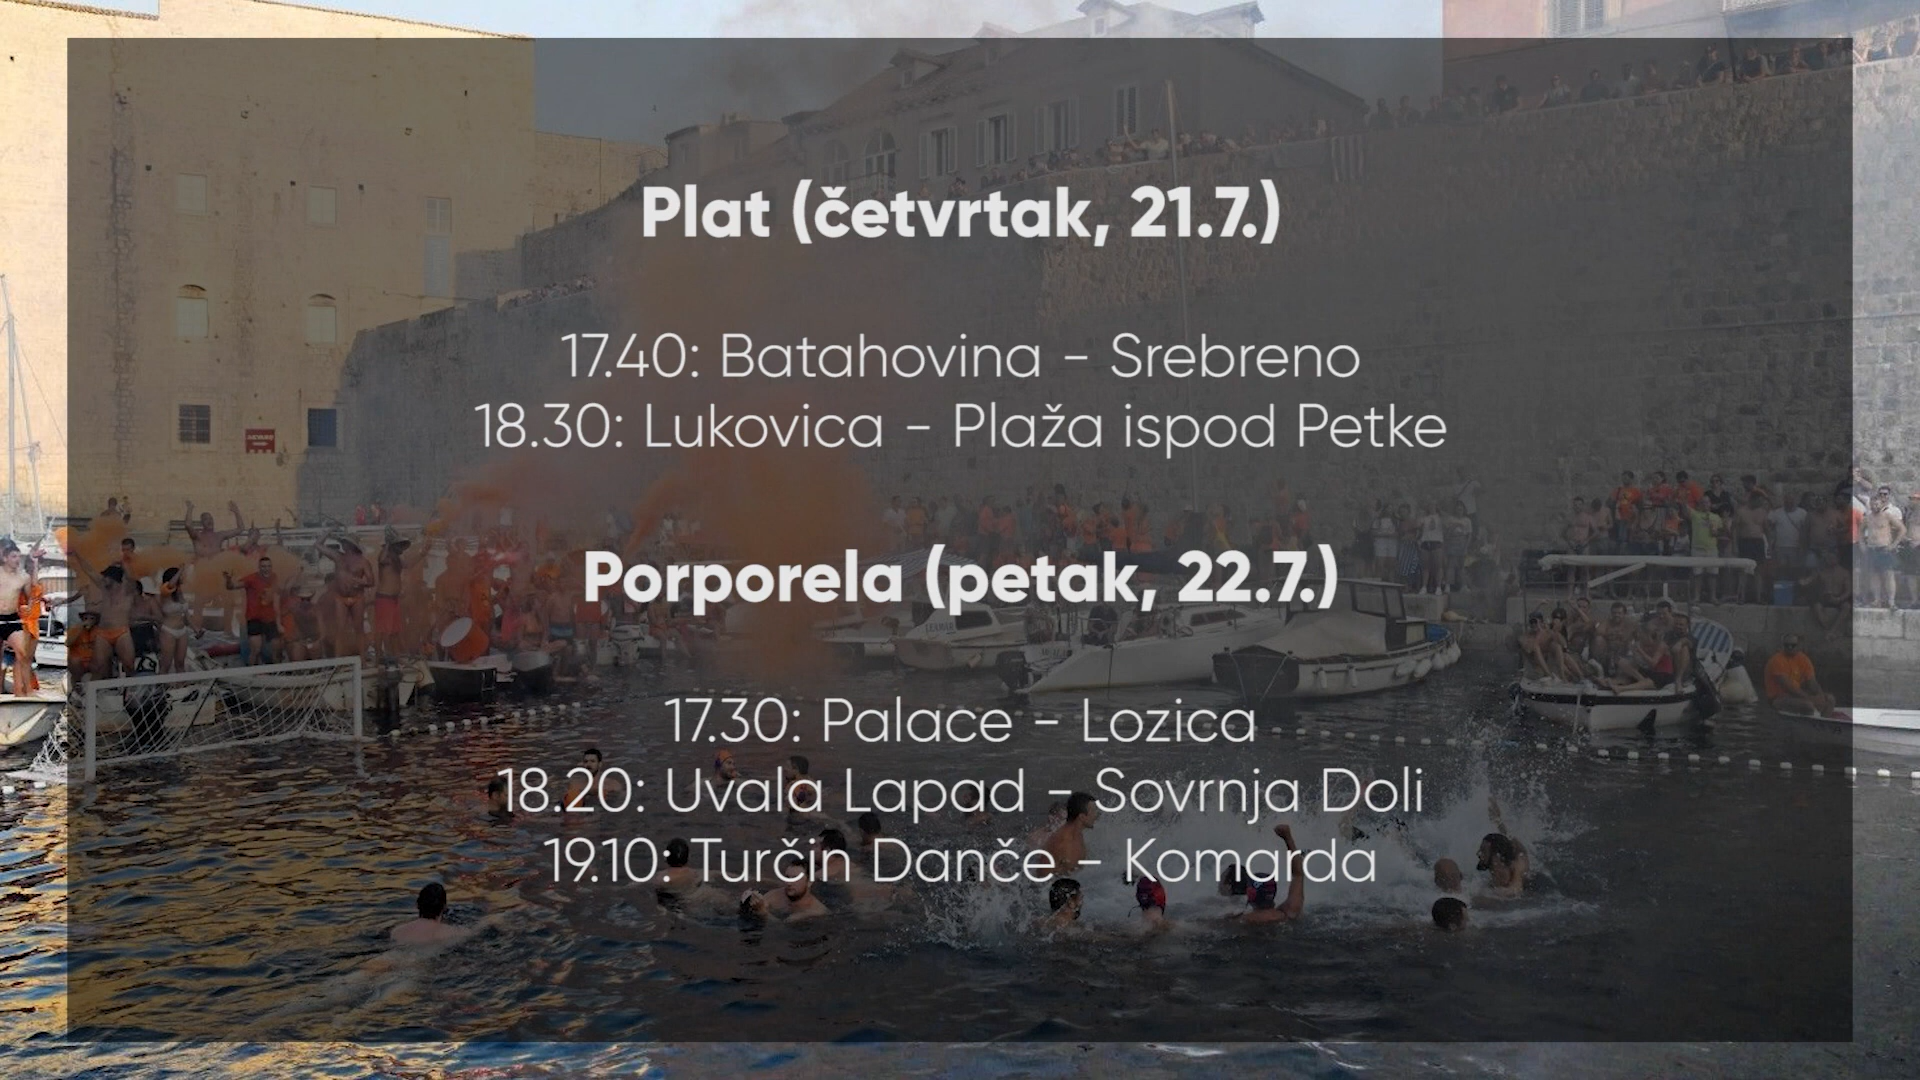 Plat (četvrtak, 21.7.)
17.40: Batahovina - Srebreno
18.30: Lukovica - Plaža ispod Petke
Porporela (petak, 22.7.)
17.30: Palace - Lozica
18.20: Uvala Lapad - Sovrnja Doli
19.10: Turčin Danče - Komarda